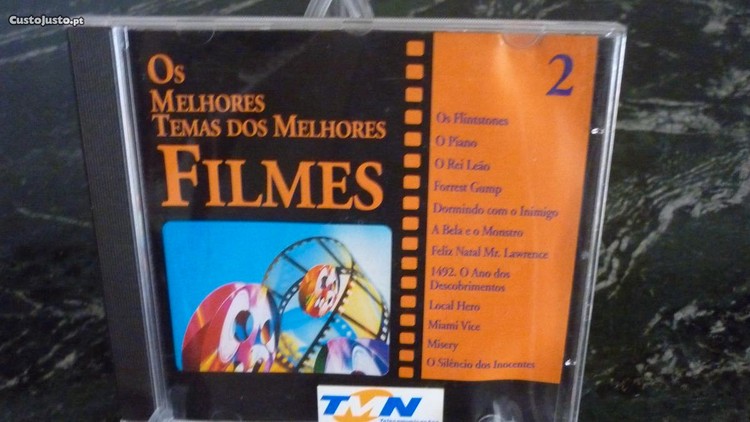 CustoJusto.pt
OS
MELHORES
TEMAS DOS MELHORES
FILMES
2
Os Flintstones
O Piano
O Rei Leão
Forrest Gump
Dormindo com o Inimigo
A Bela e o Monstro
Feliz Natal Mr. Lawrence
1492. O Ano dos
Descobrimentos
Local Hero
Miami Vice
Misery
O Silêncio dos Inocentes
TMN